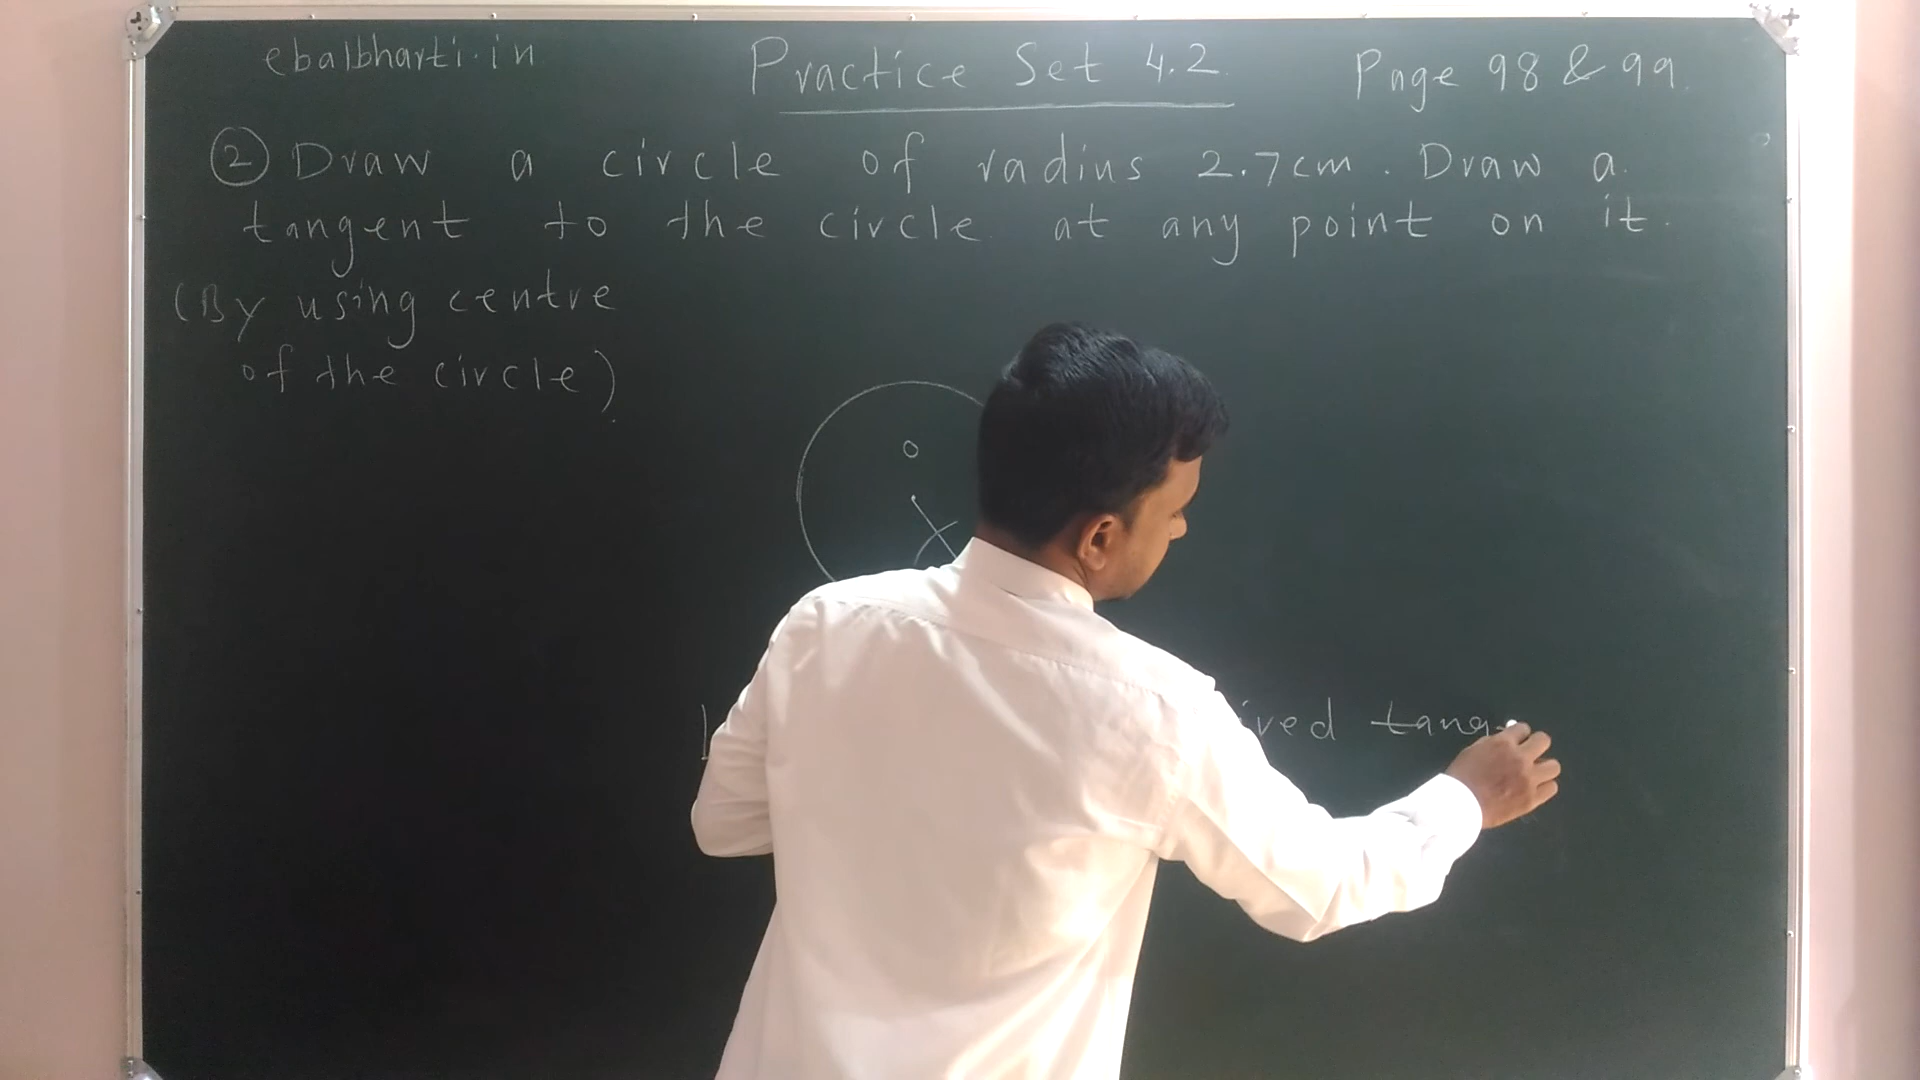 ebalbharti.in
Practice Set 4.2
Page 98 & 99.
② Draw a circle of radius 2.7cm. Draw a
tangent to the circle at any point on it.
(By using centre
of the circle)
O